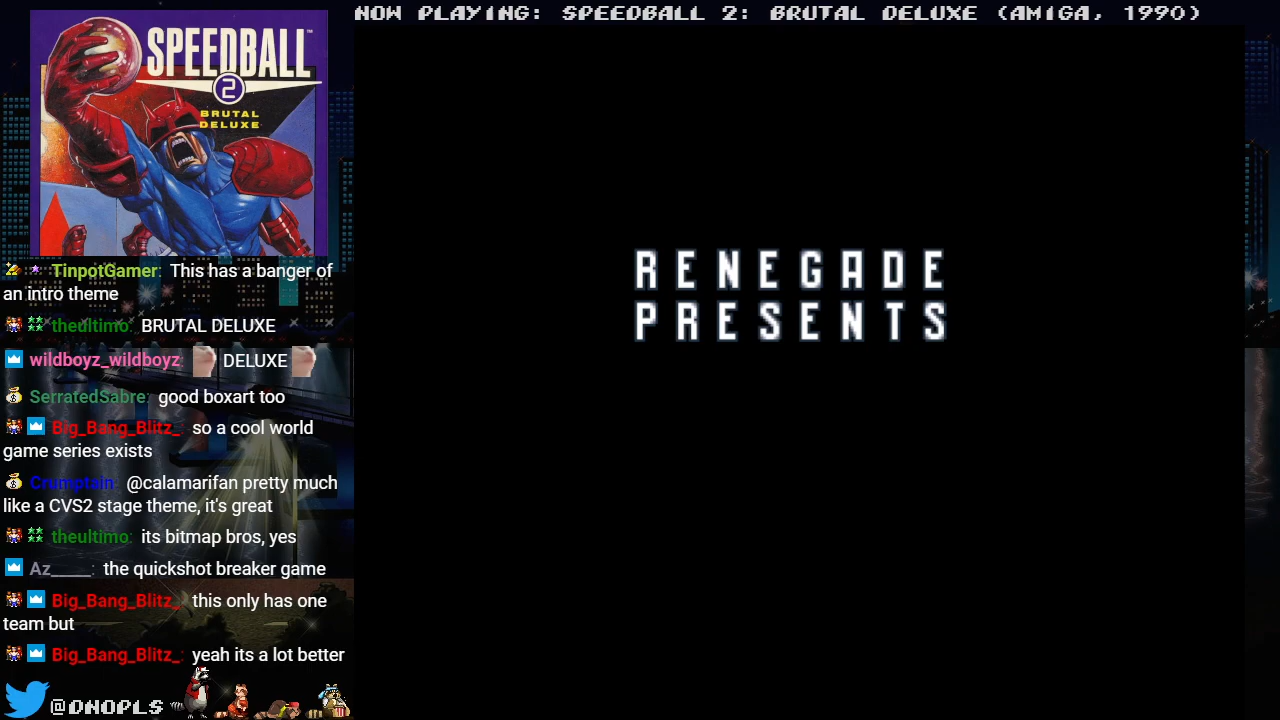 NOW PLAYING: SPEEDBALL 2: BRUTAL DELUXE (AMIGA, 1990)
SPEEDBALL™
2
BRUTAL
DELUXE
RENEGADE
PRESENTS
TinpotGamer: This has a banger of
an intro theme
theultimo: BRUTAL DELUXE
wildboyz_wildboyz: DELUXE
SerratedSabre: good boxart too
Big_Bang_Blitz_: so a cool world
game series exists
Crumptain: @calamarifan pretty much
like a CVS2 stage theme, it's great
theultimo: its bitmap bros, yes
Az_____: the quickshot breaker game
Big_Bang_Blitz_: this only has one
team but
Big_Bang_Blitz_: yeah its a lot better
@DNOPLS